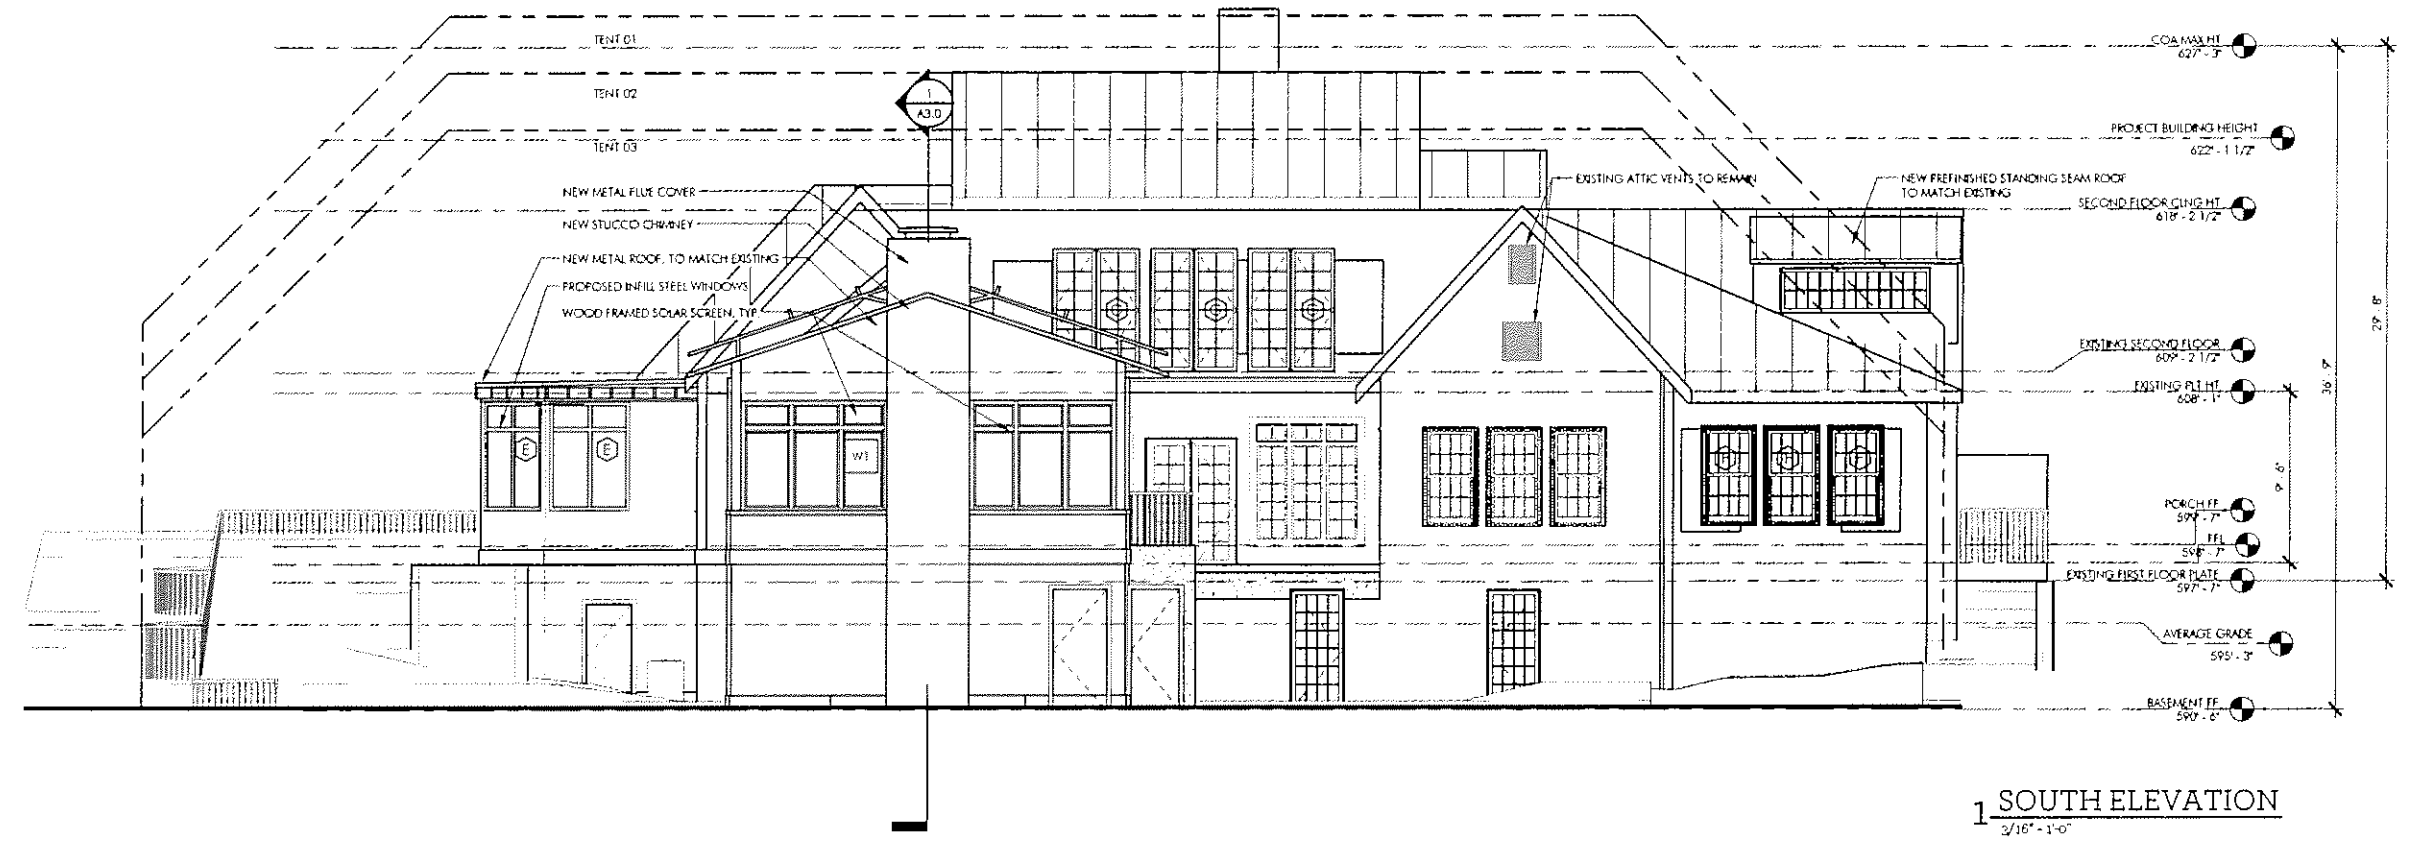 TENT 01
TENT 02
TENT 03
1
A3.0
NEW METAL FLUE COVER
NEW STUCCO CHIMNEY
NEW METAL ROOF, TO MATCH EXISTING
PROPOSED INFILL STEEL WINDOWS
WOOD FRAMED SOLAR SCREEN, TYP.
EXISTING ATTIC VENTS TO REMAIN
NEW PREFINISHED STANDING SEAM ROOF
TO MATCH EXISTING
E
E
W1
COA MAX HT
627' - 3"
PROJECT BUILDING HEIGHT
622' - 1 1/2"
SECOND FLOOR CLNG HT
618' - 2 1/2"
EXISTING SECOND FLOOR
609' - 2 1/2"
EXISTING PLT HT
608' - 1"
PORCH FF
599' - 7"
FFL
598' - 7"
EXISTING FIRST FLOOR PLATE
597' - 7"
AVERAGE GRADE
595' - 3"
BASEMENT FF
590' - 6"
9' - 6"
36' - 9"
29' - 8"
1 SOUTH ELEVATION
3/16" - 1'-0"